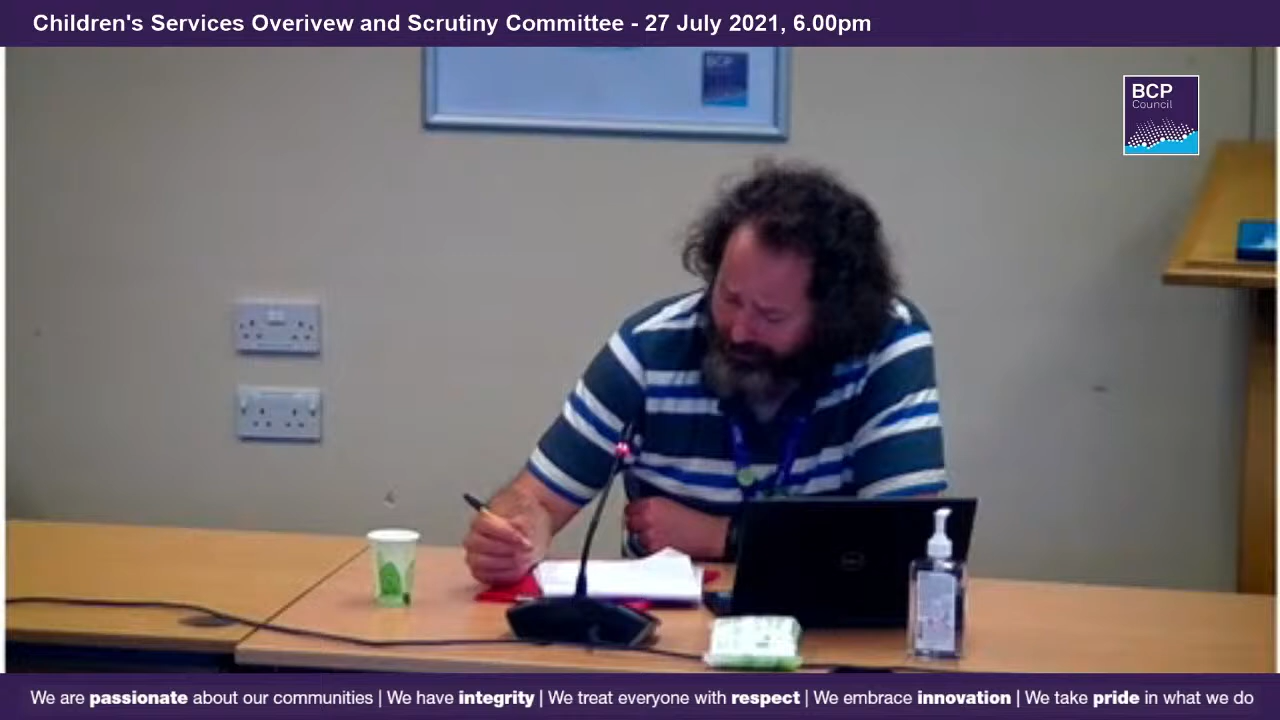 Children's Services Overivew and Scrutiny Committee - 27 July 2021, 6.00pm
BCP
BCP
Council
We are passionate about our communities | We have integrity | We treat everyone with respect | We embrace innovation | We take pride in what we do